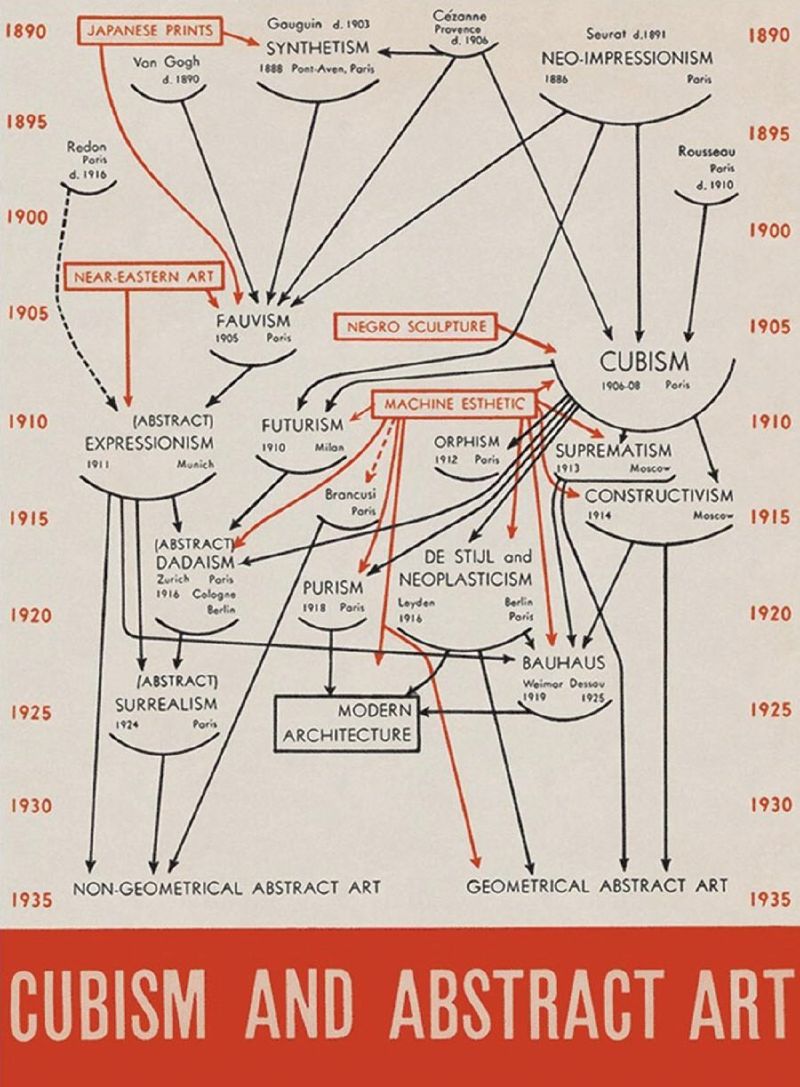 1890
JAPANESE PRINTS
Gauguin d. 1903
SYNTHETISM
1888 Pont-Aven, Paris
Cézanne
Provence
d. 1906
Seurat d.1891
NEO-IMPRESSIONISM
1886 Paris
1890
Van Gogh
d. 1890
1895
1895
Redon
Paris
d. 1916
Rousseau
Paris
d. 1910
1900
1900
NEAR-EASTERN ART
1905
FAUVISM
1905 Paris
NEGRO SCULPTURE
1905
CUBISM
1906-08 Paris
MACHINE ESTHETIC
1910
(ABSTRACT)
EXPRESSIONISM
1911 Munich
FUTURISM
1910 Milan
ORPHISM
1912 Paris
SUPREMATISM
1913 Moscow
1910
Brancusi
Paris
CONSTRUCTIVISM
1914 Moscow
1915
1915
(ABSTRACT)
DADAISM
Zurich Paris
1916 Cologne
Berlin
PURISM
1918 Paris
DE STIJL and
NEOPLASTICISM
Leyden Berlin
1916 Paris
1920
1920
(ABSTRACT)
SURREALISM
1924 Paris
BAUHAUS
Weimar Dessau
1919 1925
MODERN
ARCHITECTURE
1925
1925
1930
1930
NON-GEOMETRICAL ABSTRACT ART
GEOMETRICAL ABSTRACT ART
1935
1935
CUBISM AND ABSTRACT ART